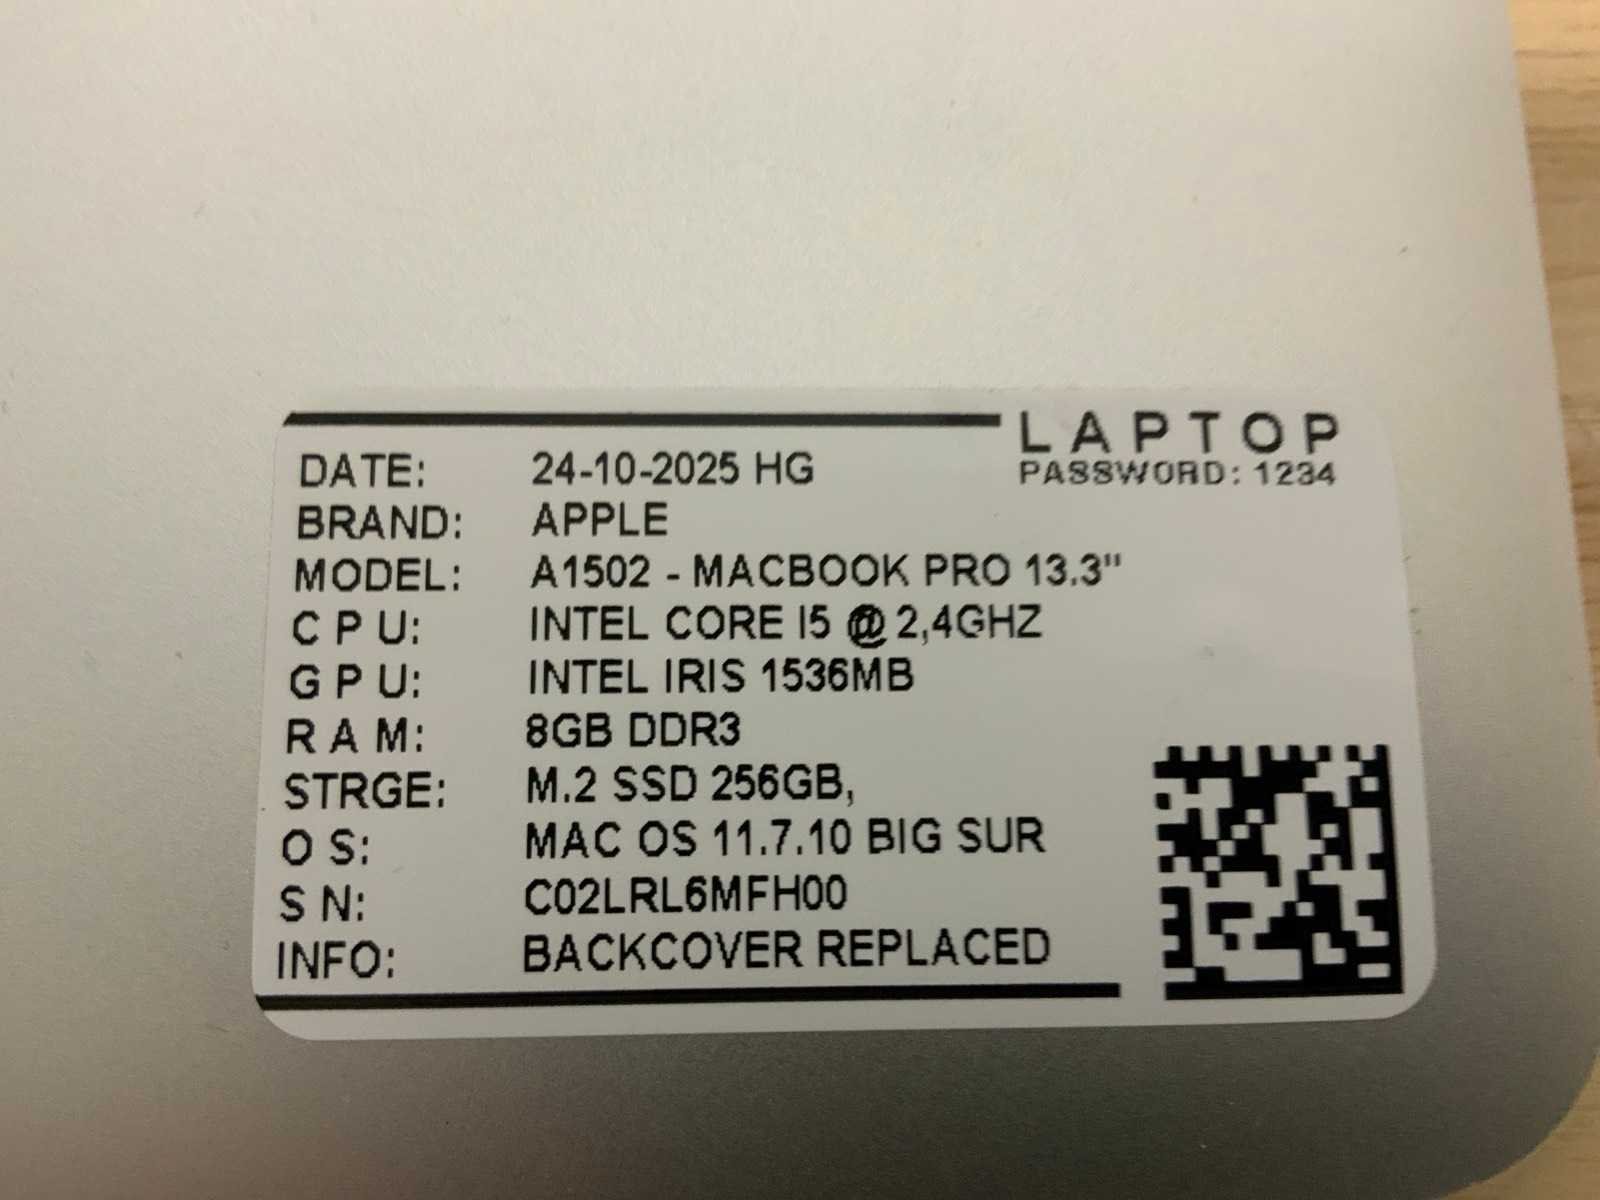 LAPTOP
PASSWORD: 1234
DATE: 24-10-2025 HG
BRAND: APPLE
MODEL: A1502 - MACBOOK PRO 13.3"
C P U: INTEL CORE I5 @ 2,4GHZ
G P U: INTEL IRIS 1536MB
R A M: 8GB DDR3
STRGE: M.2 SSD 256GB,
O S: MAC OS 11.7.10 BIG SUR
S N: C02LRL6MFH00
INFO: BACKCOVER REPLACED